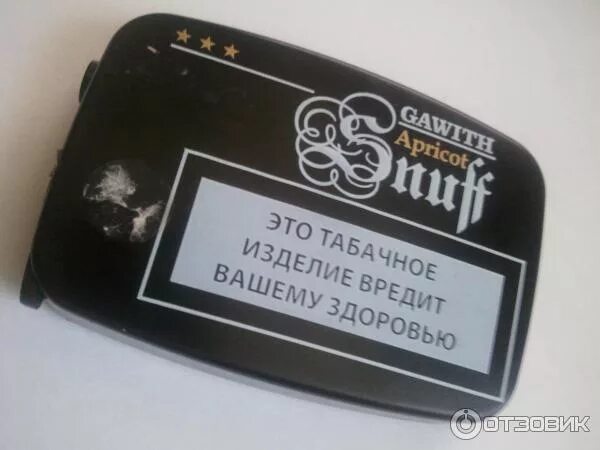 GAWITH
Apricot
Snuff
ЭТО ТАБАЧНОЕ
ИЗДЕЛИЕ ВРЕДИТ
ВАШЕМУ ЗДОРОВЬЮ
ОТЗОВИК